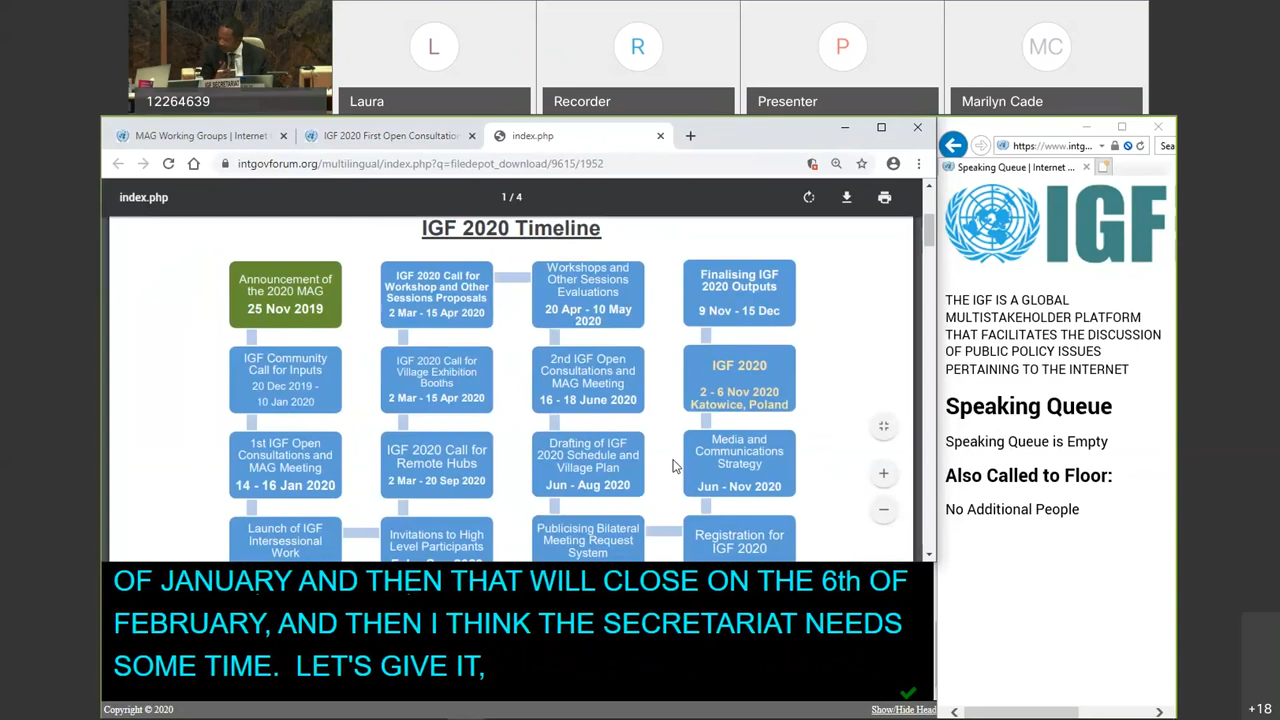 IGF SECRETARIAT
L
R
P
MC
12264639
Laura
Recorder
Presenter
Marilyn Cade
MAG Working Groups | Internet
IGF 2020 First Open Consultation
index.php
intgovforum.org/multilingual/index.php?q=filedepot_download/9615/1952
index.php
1 / 4
IGF 2020 Timeline
Announcement of
the 2020 MAG
25 Nov 2019
IGF 2020 Call for
Workshop and Other
Sessions Proposals
2 Mar - 15 Apr 2020
Workshops and
Other Sessions
Evaluations
20 Apr - 10 May
2020
Finalising IGF
2020 Outputs
9 Nov - 15 Dec
IGF Community
Call for Inputs
20 Dec 2019 -
10 Jan 2020
IGF 2020 Call for
Village Exhibition
Booths
2 Mar - 15 Apr 2020
2nd IGF Open
Consultations and
MAG Meeting
16 - 18 June 2020
IGF 2020
2 - 6 Nov 2020
Katowice, Poland
1st IGF Open
Consultations and
MAG Meeting
14 - 16 Jan 2020
IGF 2020 Call for
Remote Hubs
2 Mar - 20 Sep 2020
Drafting of IGF
2020 Schedule and
Village Plan
Jun - Aug 2020
Media and
Communications
Strategy
Jun - Nov 2020
Launch of IGF
Intersessional
Work
Invitations to High
Level Participants
Publicising Bilateral
Meeting Request
System
Registration for
IGF 2020
OF JANUARY AND THEN THAT WILL CLOSE ON THE 6th OF
FEBRUARY, AND THEN I THINK THE SECRETARIAT NEEDS
SOME TIME. LET'S GIVE IT,
Copyright © 2020
Show/Hide Head
https://www.intg...
Sea
Speaking Queue | Internet ...
IGF
THE IGF IS A GLOBAL
MULTISTAKEHOLDER PLATFORM
THAT FACILITATES THE DISCUSSION
OF PUBLIC POLICY ISSUES
PERTAINING TO THE INTERNET
Speaking Queue
Speaking Queue is Empty
Also Called to Floor:
No Additional People
+18